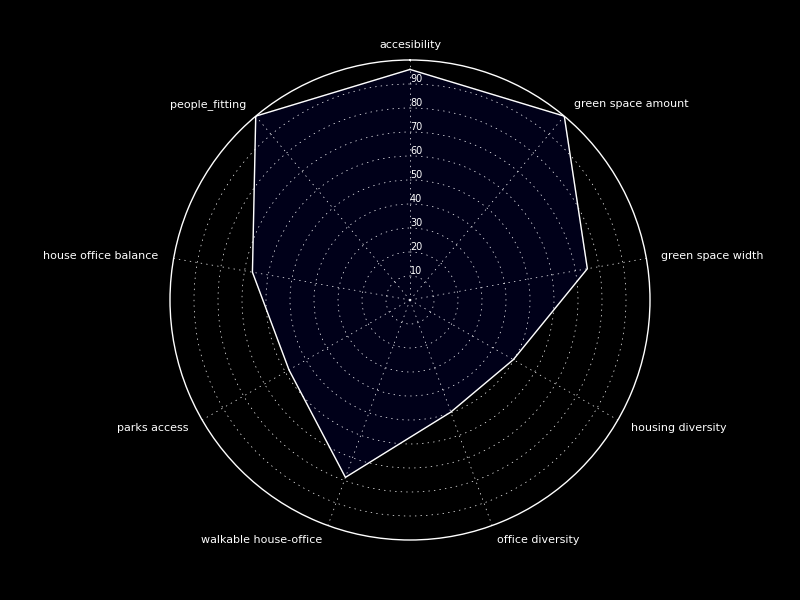 accesibility
people_fitting
green space amount
90
80
70
60
50
40
30
20
10
house office balance
green space width
parks access
housing diversity
walkable house-office
office diversity